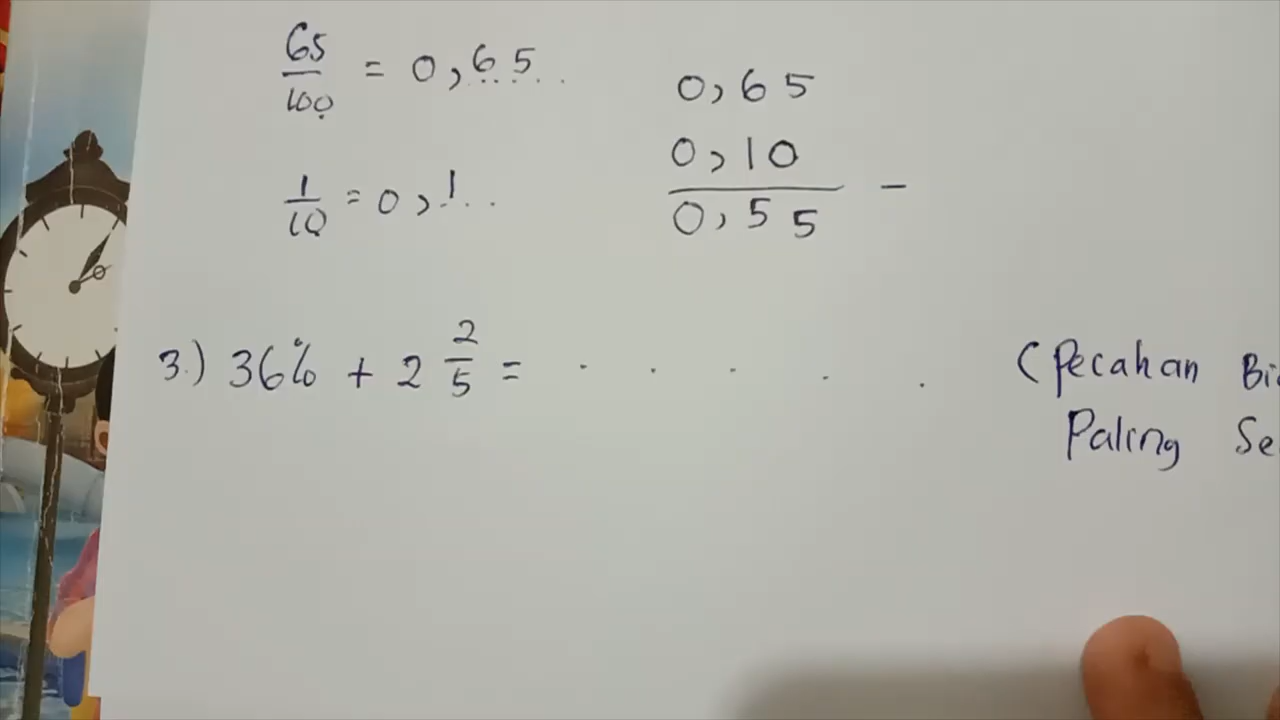 65/100 = 0,65..
1/10 = 0,1..
0,65
0,10
0,55 -
3.) 36% + 2 2/5 = . . . . .
(Pecahan
Paling